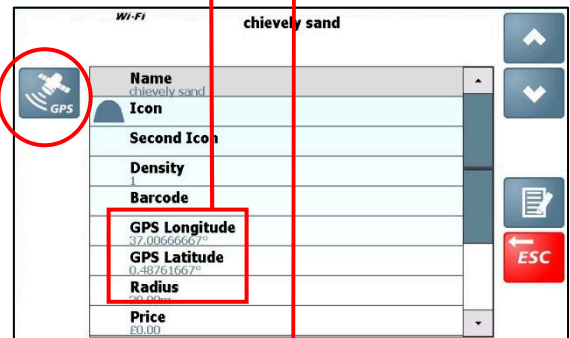 Wi-Fi
chievely sand
GPS
Name
chievely sand
Icon
Second Icon
Density
1
Barcode
GPS Longitude
37.00666667°
GPS Latitude
0.48761667°
Radius
Price
£0.00
ESC